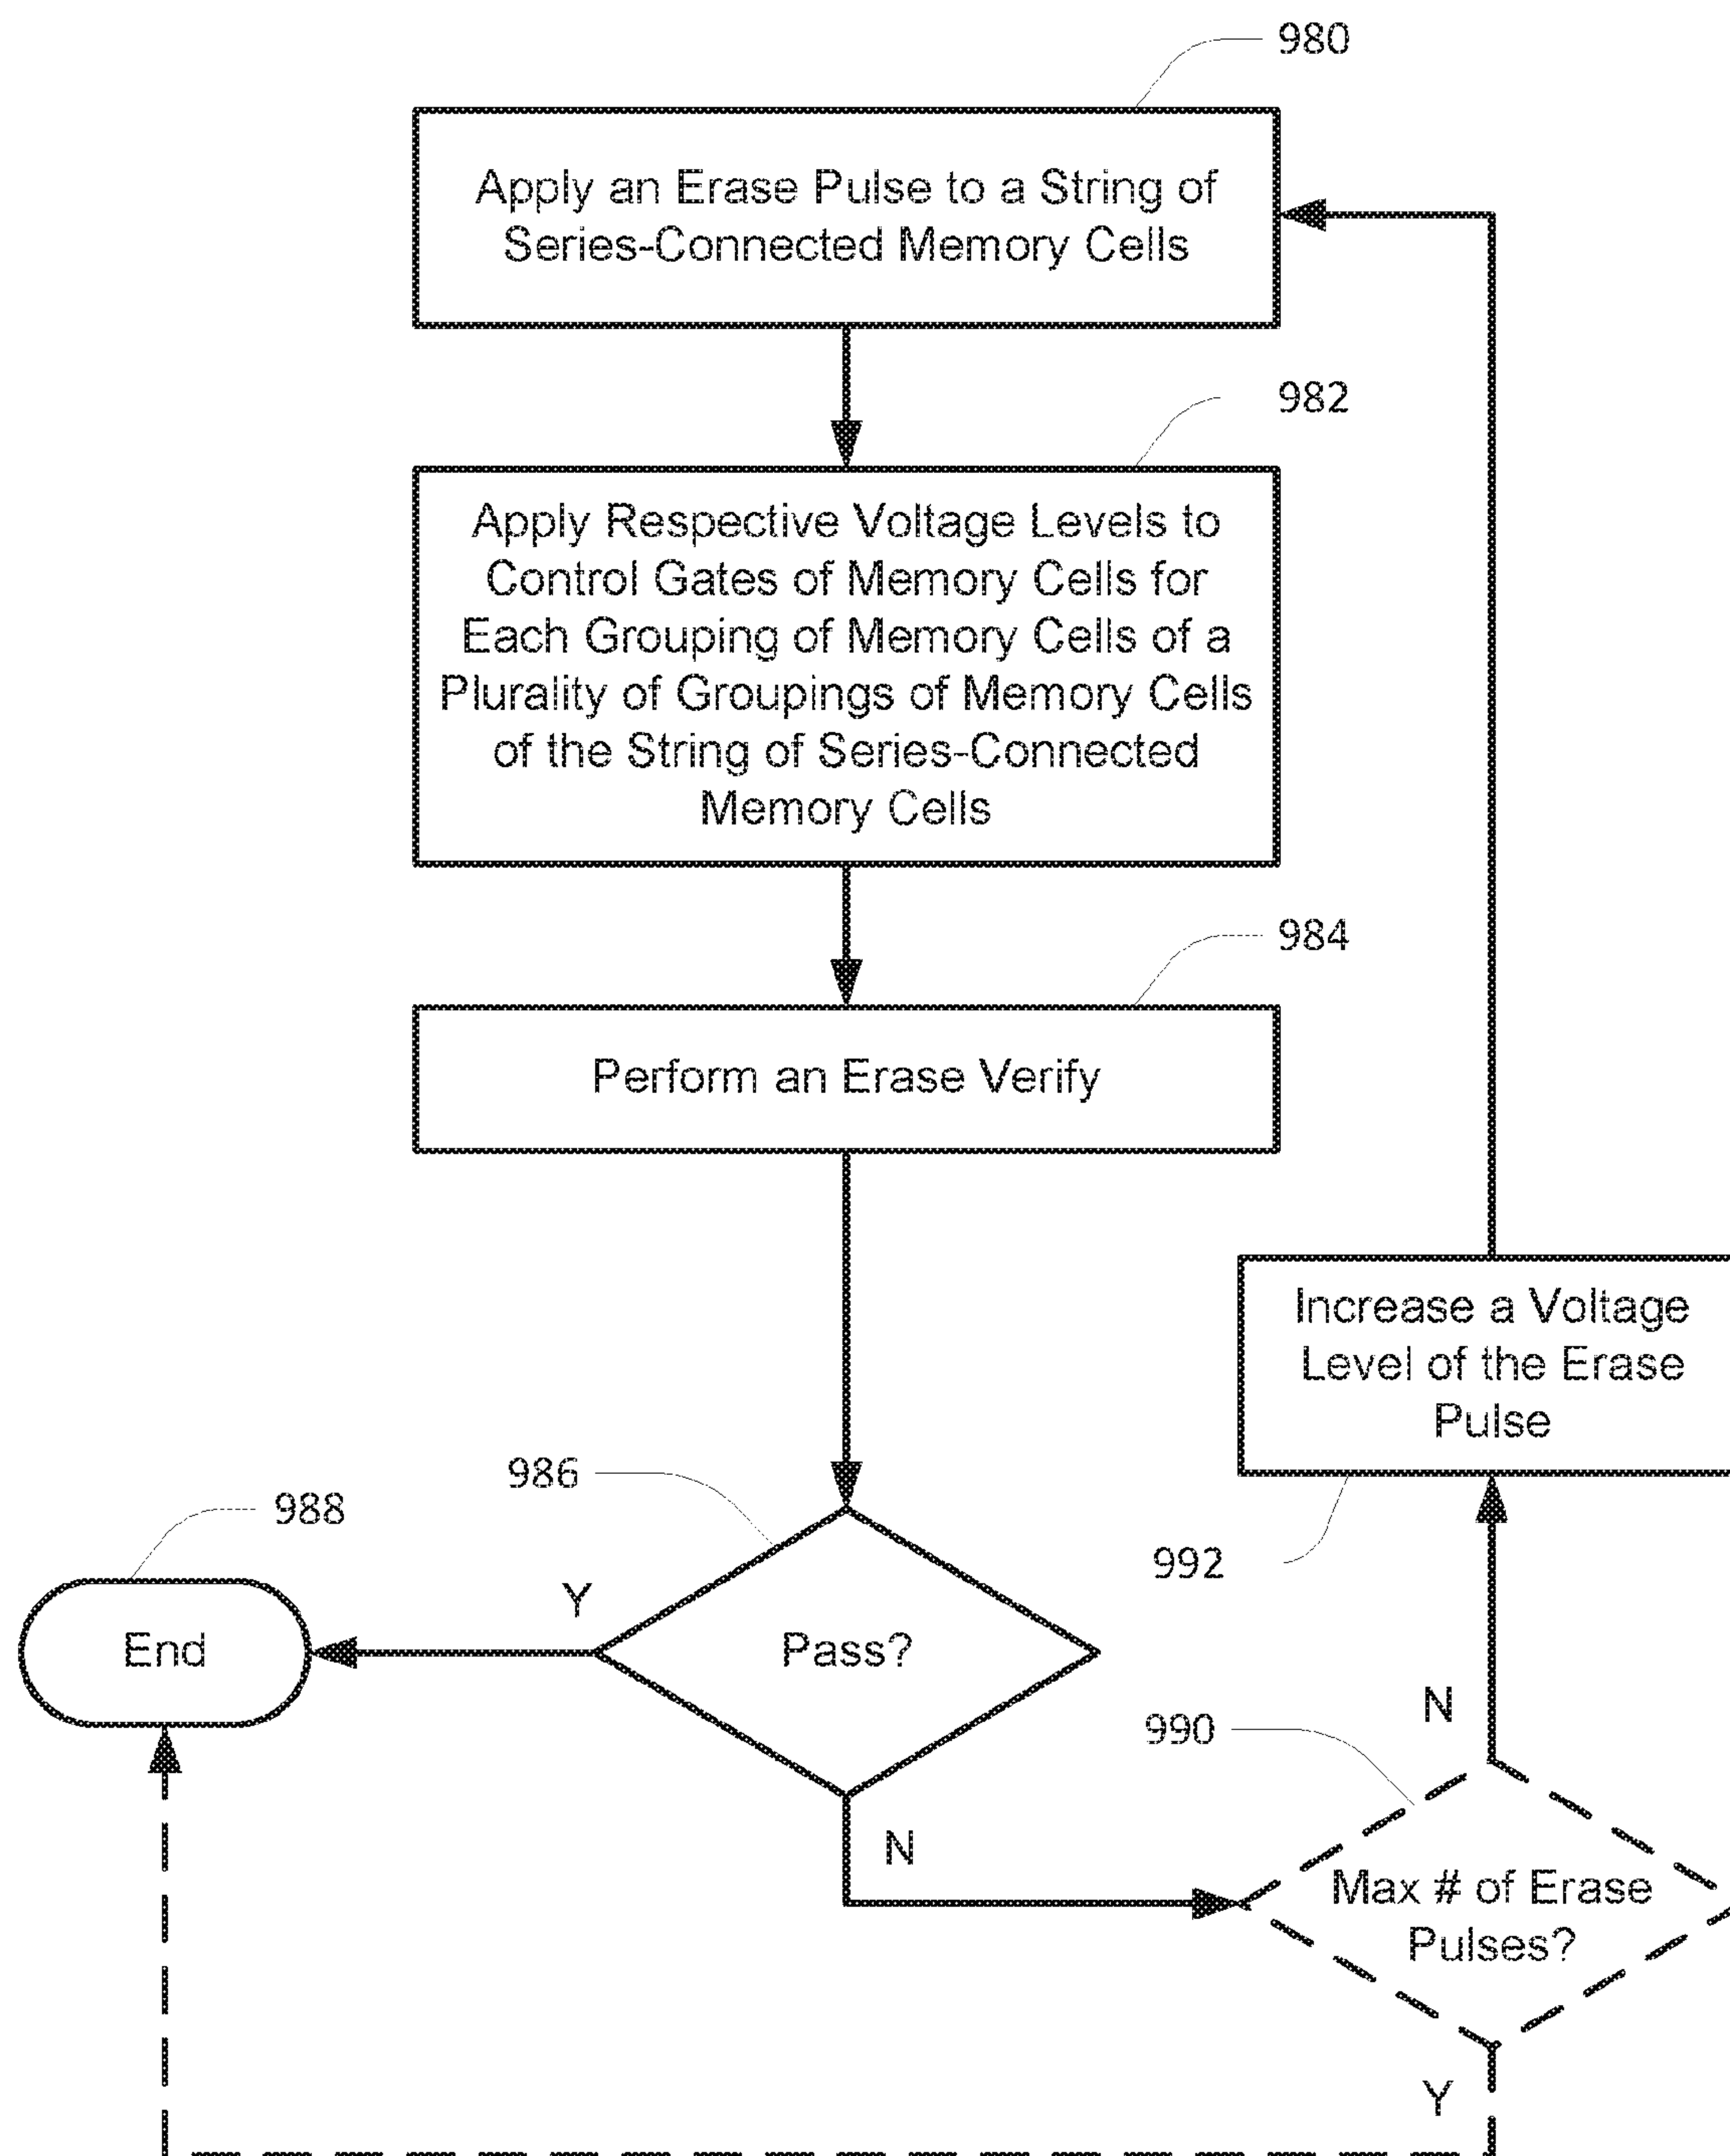 980
Apply an Erase Pulse to a String of
Series-Connected Memory Cells
982
Apply Respective Voltage Levels to
Control Gates of Memory Cells for
Each Grouping of Memory Cells of a
Plurality of Groupings of Memory Cells
of the String of Series-Connected
Memory Cells
984
Perform an Erase Verify
Increase a Voltage
Level of the Erase
Pulse
992
986
988
Y
End
Pass?
N
990
N
Max # of Erase
Pulses?
Y